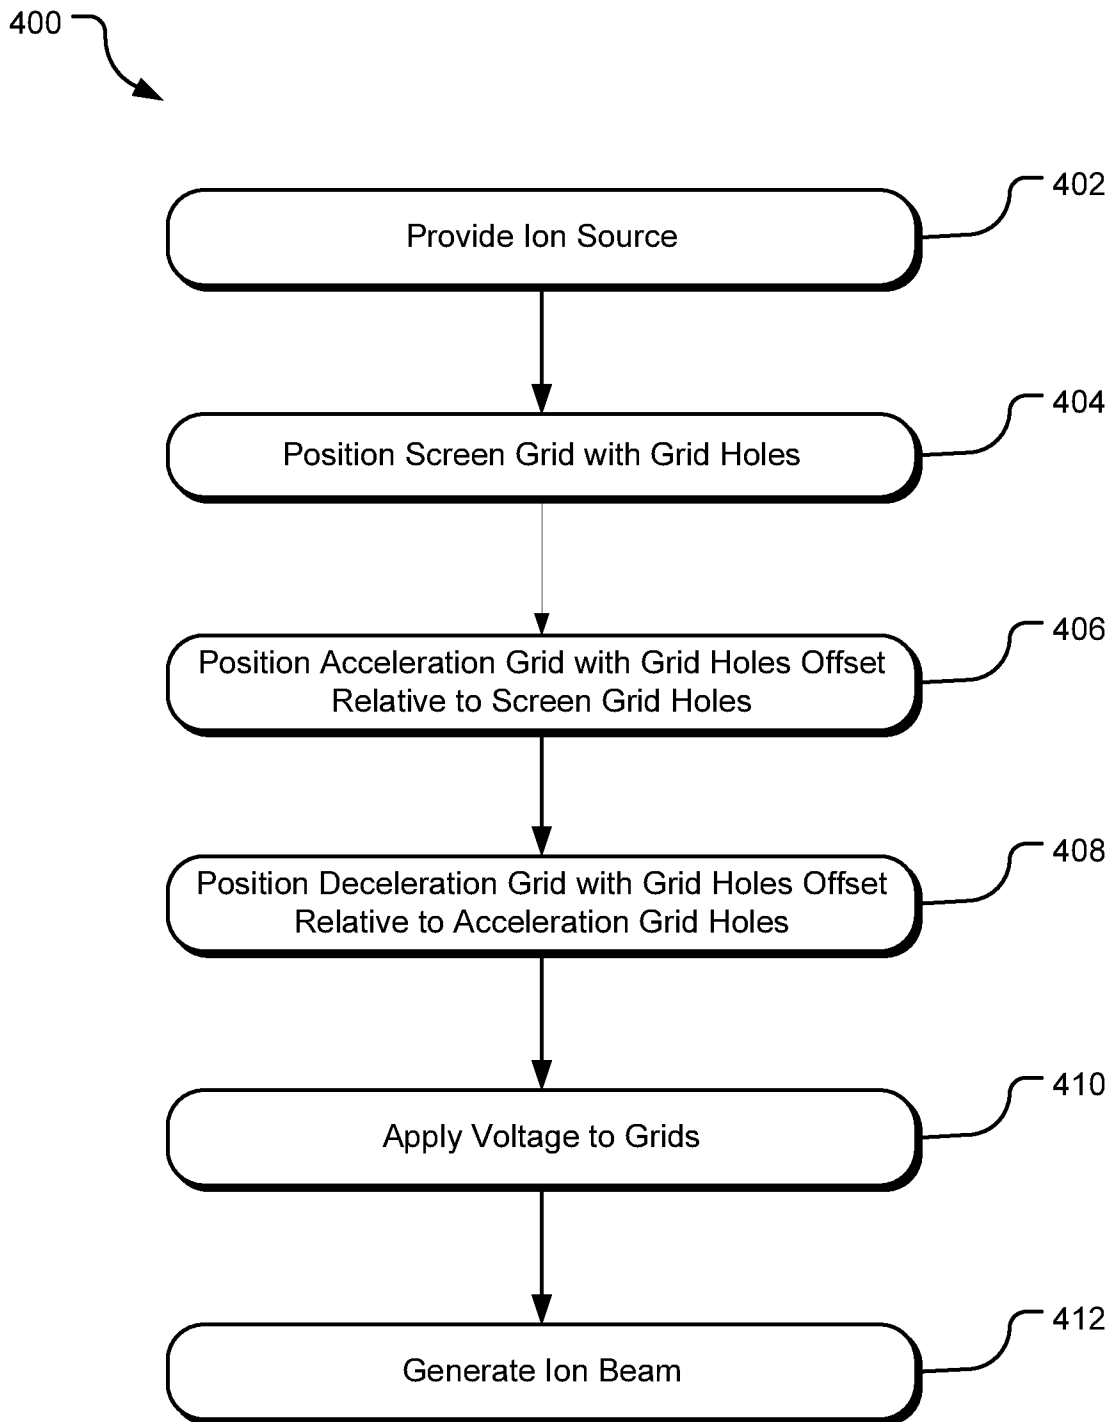 400
402
Provide Ion Source
404
Position Screen Grid with Grid Holes
406
Position Acceleration Grid with Grid Holes Offset
Relative to Screen Grid Holes
408
Position Deceleration Grid with Grid Holes Offset
Relative to Acceleration Grid Holes
410
Apply Voltage to Grids
412
Generate Ion Beam